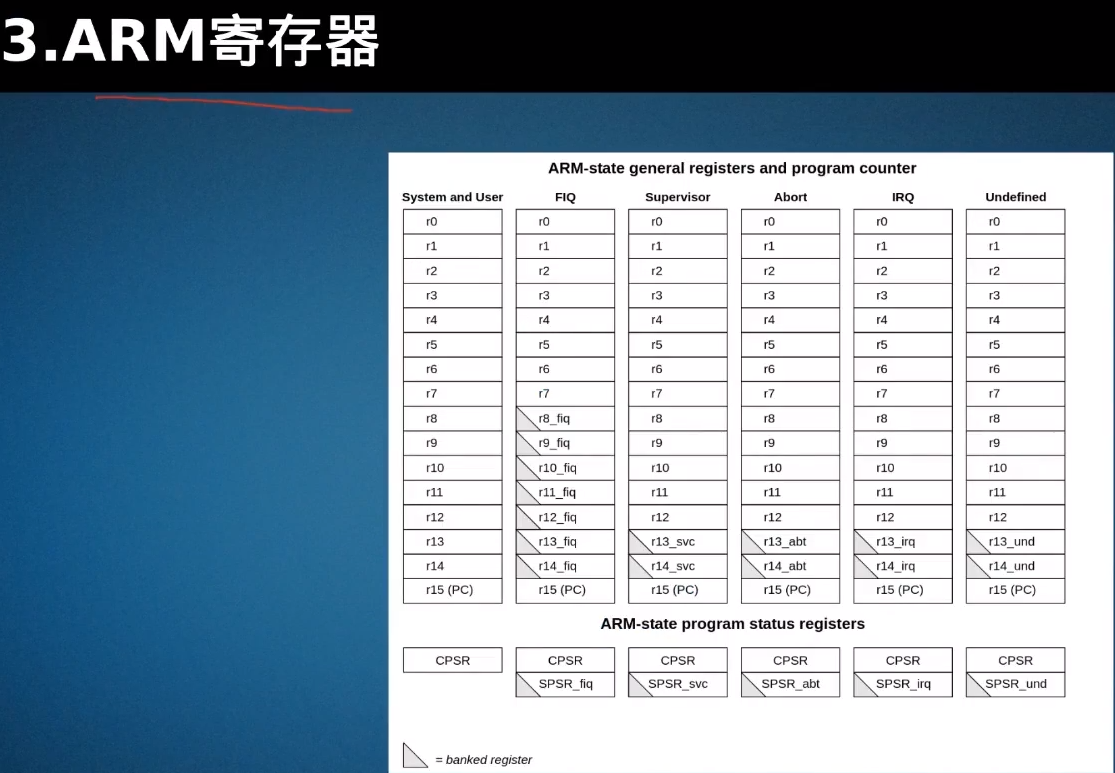 3.ARM寄存器
ARM-state general registers and program counter
System and User FIQ Supervisor Abort IRQ Undefined
r0 r0 r0 r0 r0 r0
r1 r1 r1 r1 r1 r1
r2 r2 r2 r2 r2 r2
r3 r3 r3 r3 r3 r3
r4 r4 r4 r4 r4 r4
r5 r5 r5 r5 r5 r5
r6 r6 r6 r6 r6 r6
r7 r7 r7 r7 r7 r7
r8 r8_fiq r8 r8 r8 r8
r9 r9_fiq r9 r9 r9 r9
r10 r10_fiq r10 r10 r10 r10
r11 r11_fiq r11 r11 r11 r11
r12 r12_fiq r12 r12 r12 r12
r13 r13_fiq r13_svc r13_abt r13_irq r13_und
r14 r14_fiq r14_svc r14_abt r14_irq r14_und
r15 (PC) r15 (PC) r15 (PC) r15 (PC) r15 (PC) r15 (PC)
ARM-state program status registers
CPSR CPSR CPSR CPSR CPSR CPSR
SPSR_fiq SPSR_svc SPSR_abt SPSR_irq SPSR_und
= banked register